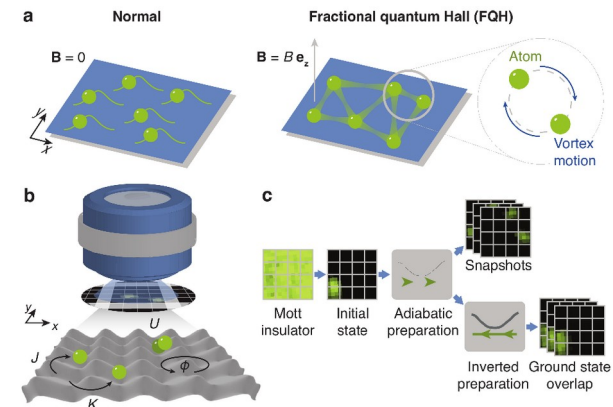 a
Normal
Fractional quantum Hall (FQH)
B = 0
B = B e_z
Atom
Vortex
motion
y
x
b
c
y
x
U
J
K
ϕ
Mott
insulator
Initial
state
Adiabatic
preparation
Snapshots
Inverted
preparation
Ground state
overlap